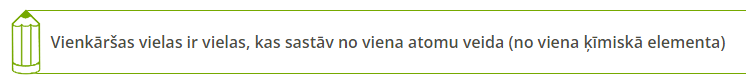 Vienkāršas vielas ir vielas, kas sastāv no viena atomu veida (no viena ķīmiskā elementa)